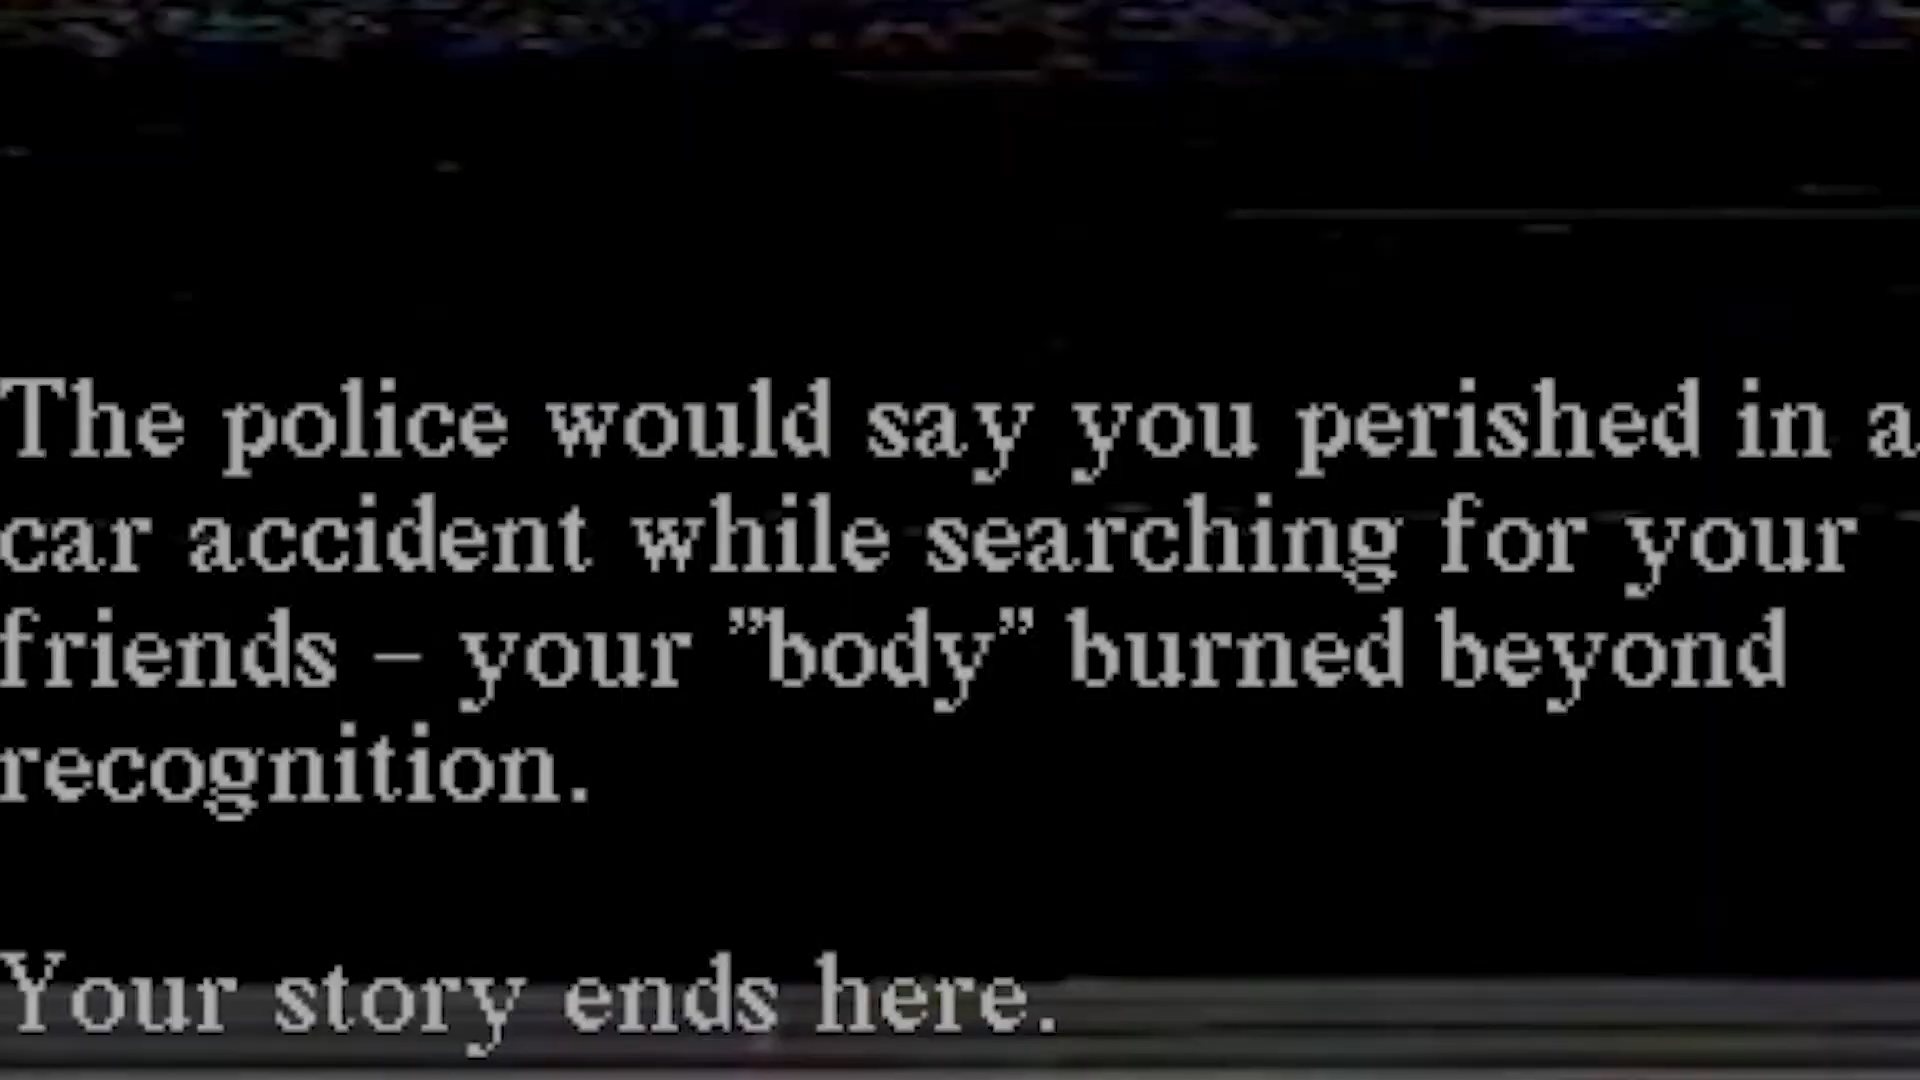 The police would say you perished in a
car accident while searching for your
friends – your ”body” burned beyond
recognition.
Your story ends here.